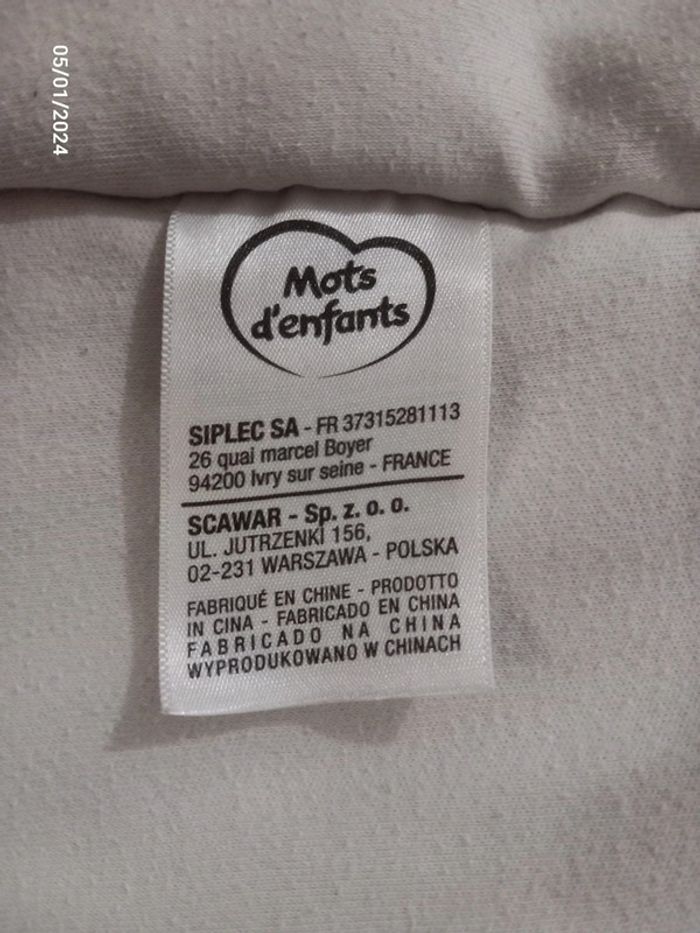 05/01/2024
Mots
d'enfants
SIPLEC SA - FR 37315281113
26 quai marcel Boyer
94200 Ivry sur seine - FRANCE
SCAWAR - Sp. z. o. o.
UL. JUTRZENKI 156,
02-231 WARSZAWA - POLSKA
FABRIQUÉ EN CHINE - PRODOTTO
IN CINA - FABRICADO EN CHINA
FABRICADO NA CHINA
WYPRODUKOWANO W CHINACH